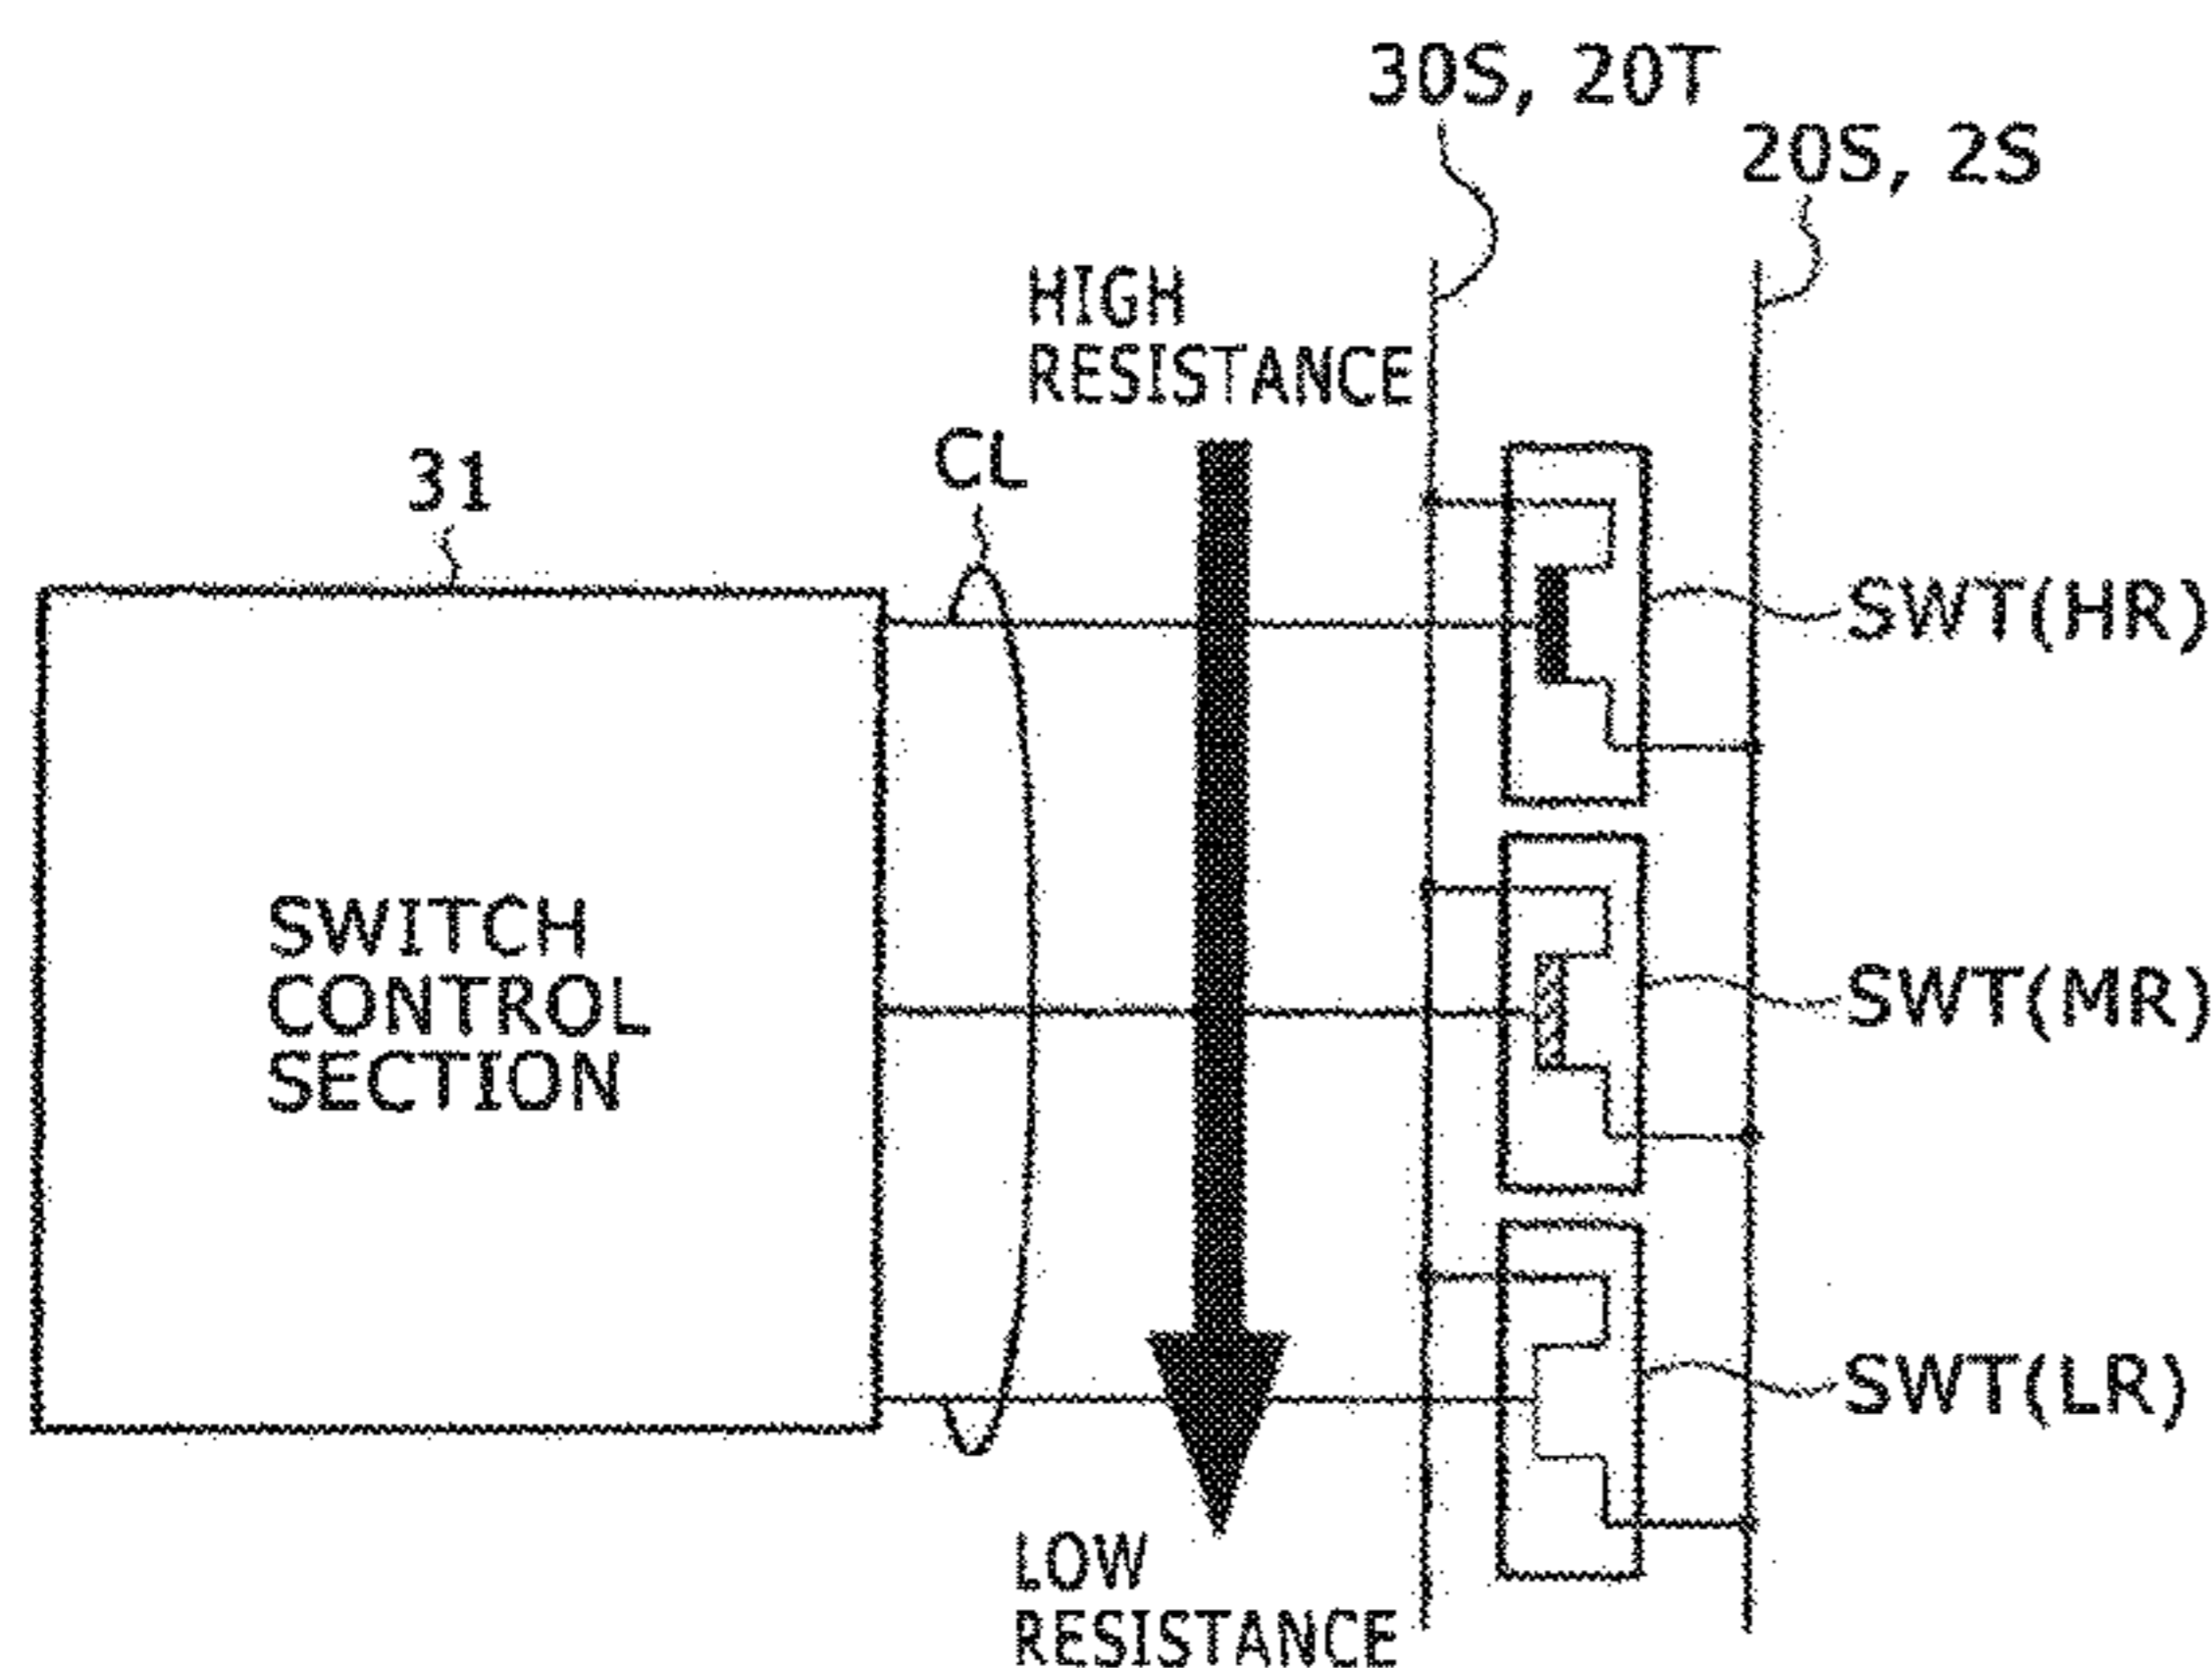 30S, 20T
20S, 2S
HIGH
RESISTANCE
CL
31
SWT(HR)
SWITCH
CONTROL
SECTION
SWT(MR)
SWT(LR)
LOW
RESISTANCE